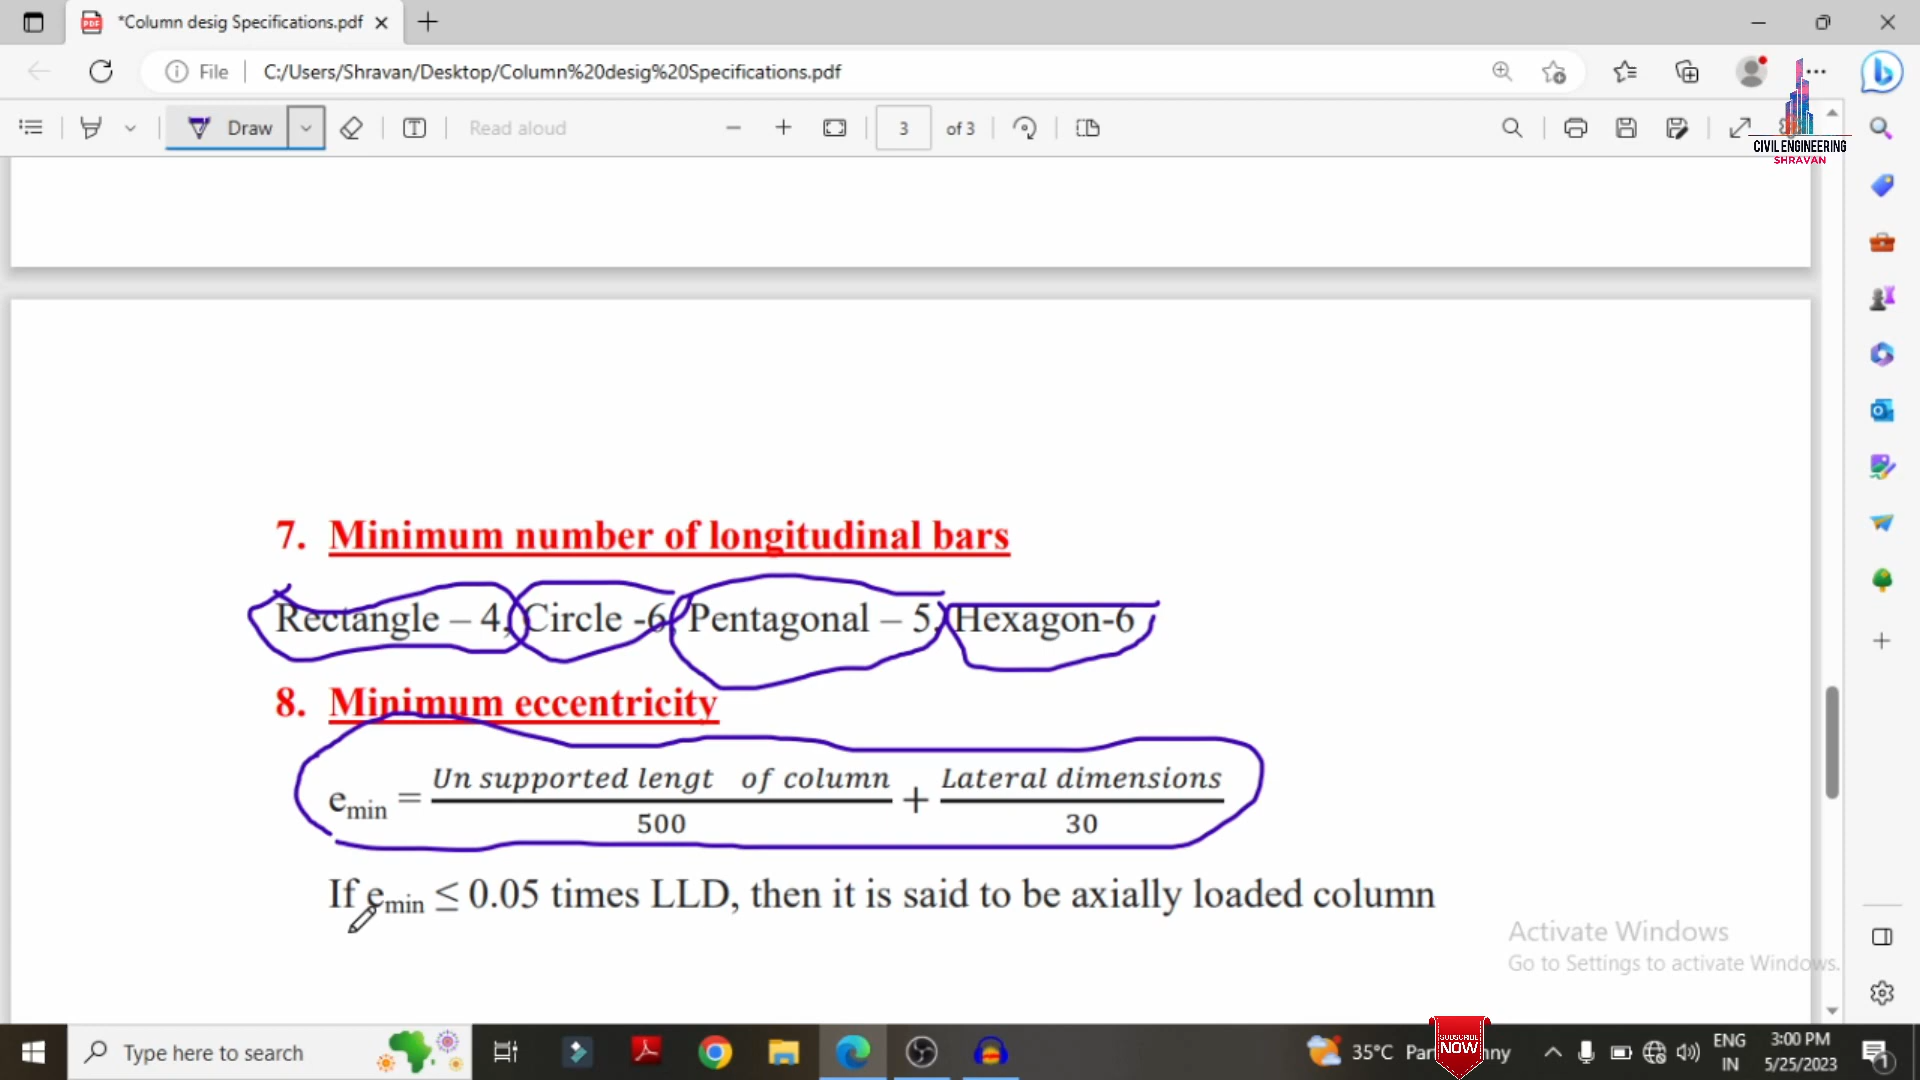 *Column desig Specifications.pdf
File
C:/Users/Shravan/Desktop/Column%20desig%20Specifications.pdf
Draw
Read aloud
3
of 3
CIVIL ENGINEERING
SHRAVAN
7. Minimum number of longitudinal bars
Rectangle – 4, Circle -6, Pentagonal – 5, Hexagon-6
8. Minimum eccentricity
emin = Un supported lengt of column / 500 + Lateral dimensions / 30
If emin ≤ 0.05 times LLD, then it is said to be axially loaded column
Activate Windows
Go to Settings to activate Windows.
Type here to search
35°C
SUBSCRIBE
NOW
ENG
IN
3:00 PM
5/25/2023
1